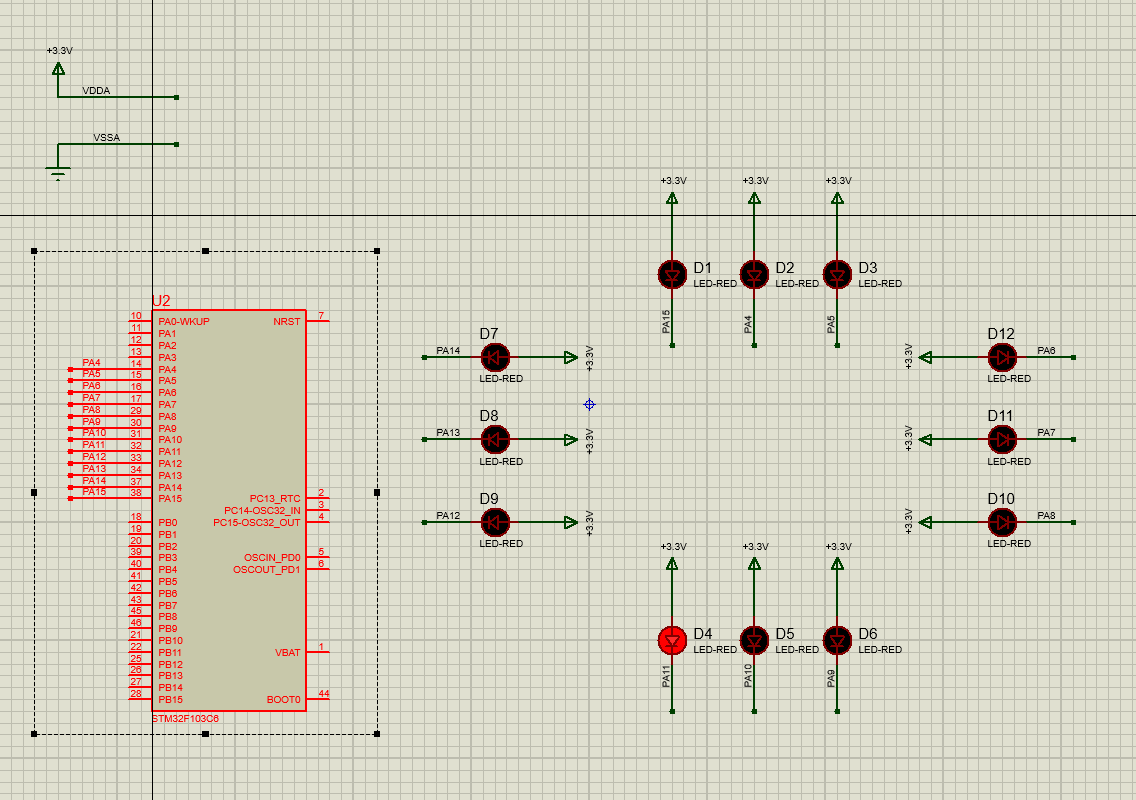 +3.3V
VDDA
VSSA
U2
10 PA0-WKUP NRST 7
11 PA1
12 PA2
13 PA3
PA4 14 PA4
PA5 15 PA5
PA6 16 PA6
PA7 17 PA7
PA8 29 PA8
PA9 30 PA9
PA10 31 PA10
PA11 32 PA11
PA12 33 PA12
PA13 34 PA13
PA14 37 PA14
PA15 38 PA15 PC13_RTC 2
PC14-OSC32_IN 3
18 PB0 PC15-OSC32_OUT 4
19 PB1
20 PB2
39 PB3 OSCIN_PD0 5
40 PB4 OSCOUT_PD1 6
41 PB5
42 PB6
43 PB7
45 PB8
46 PB9
21 PB10
22 PB11 VBAT 1
25 PB12
26 PB13
27 PB14
28 PB15 BOOT0 44
STM32F103C6
+3.3V +3.3V +3.3V
D1 D2 D3
LED-RED LED-RED LED-RED
PA15 PA4 PA5
D7
PA14 +3.3V
LED-RED
D8
PA13 +3.3V
LED-RED
D9
PA12 +3.3V
LED-RED
D12
+3.3V PA6
LED-RED
D11
+3.3V PA7
LED-RED
D10
+3.3V PA8
LED-RED
+3.3V +3.3V +3.3V
D4 D5 D6
LED-RED LED-RED LED-RED
PA11 PA10 PA9